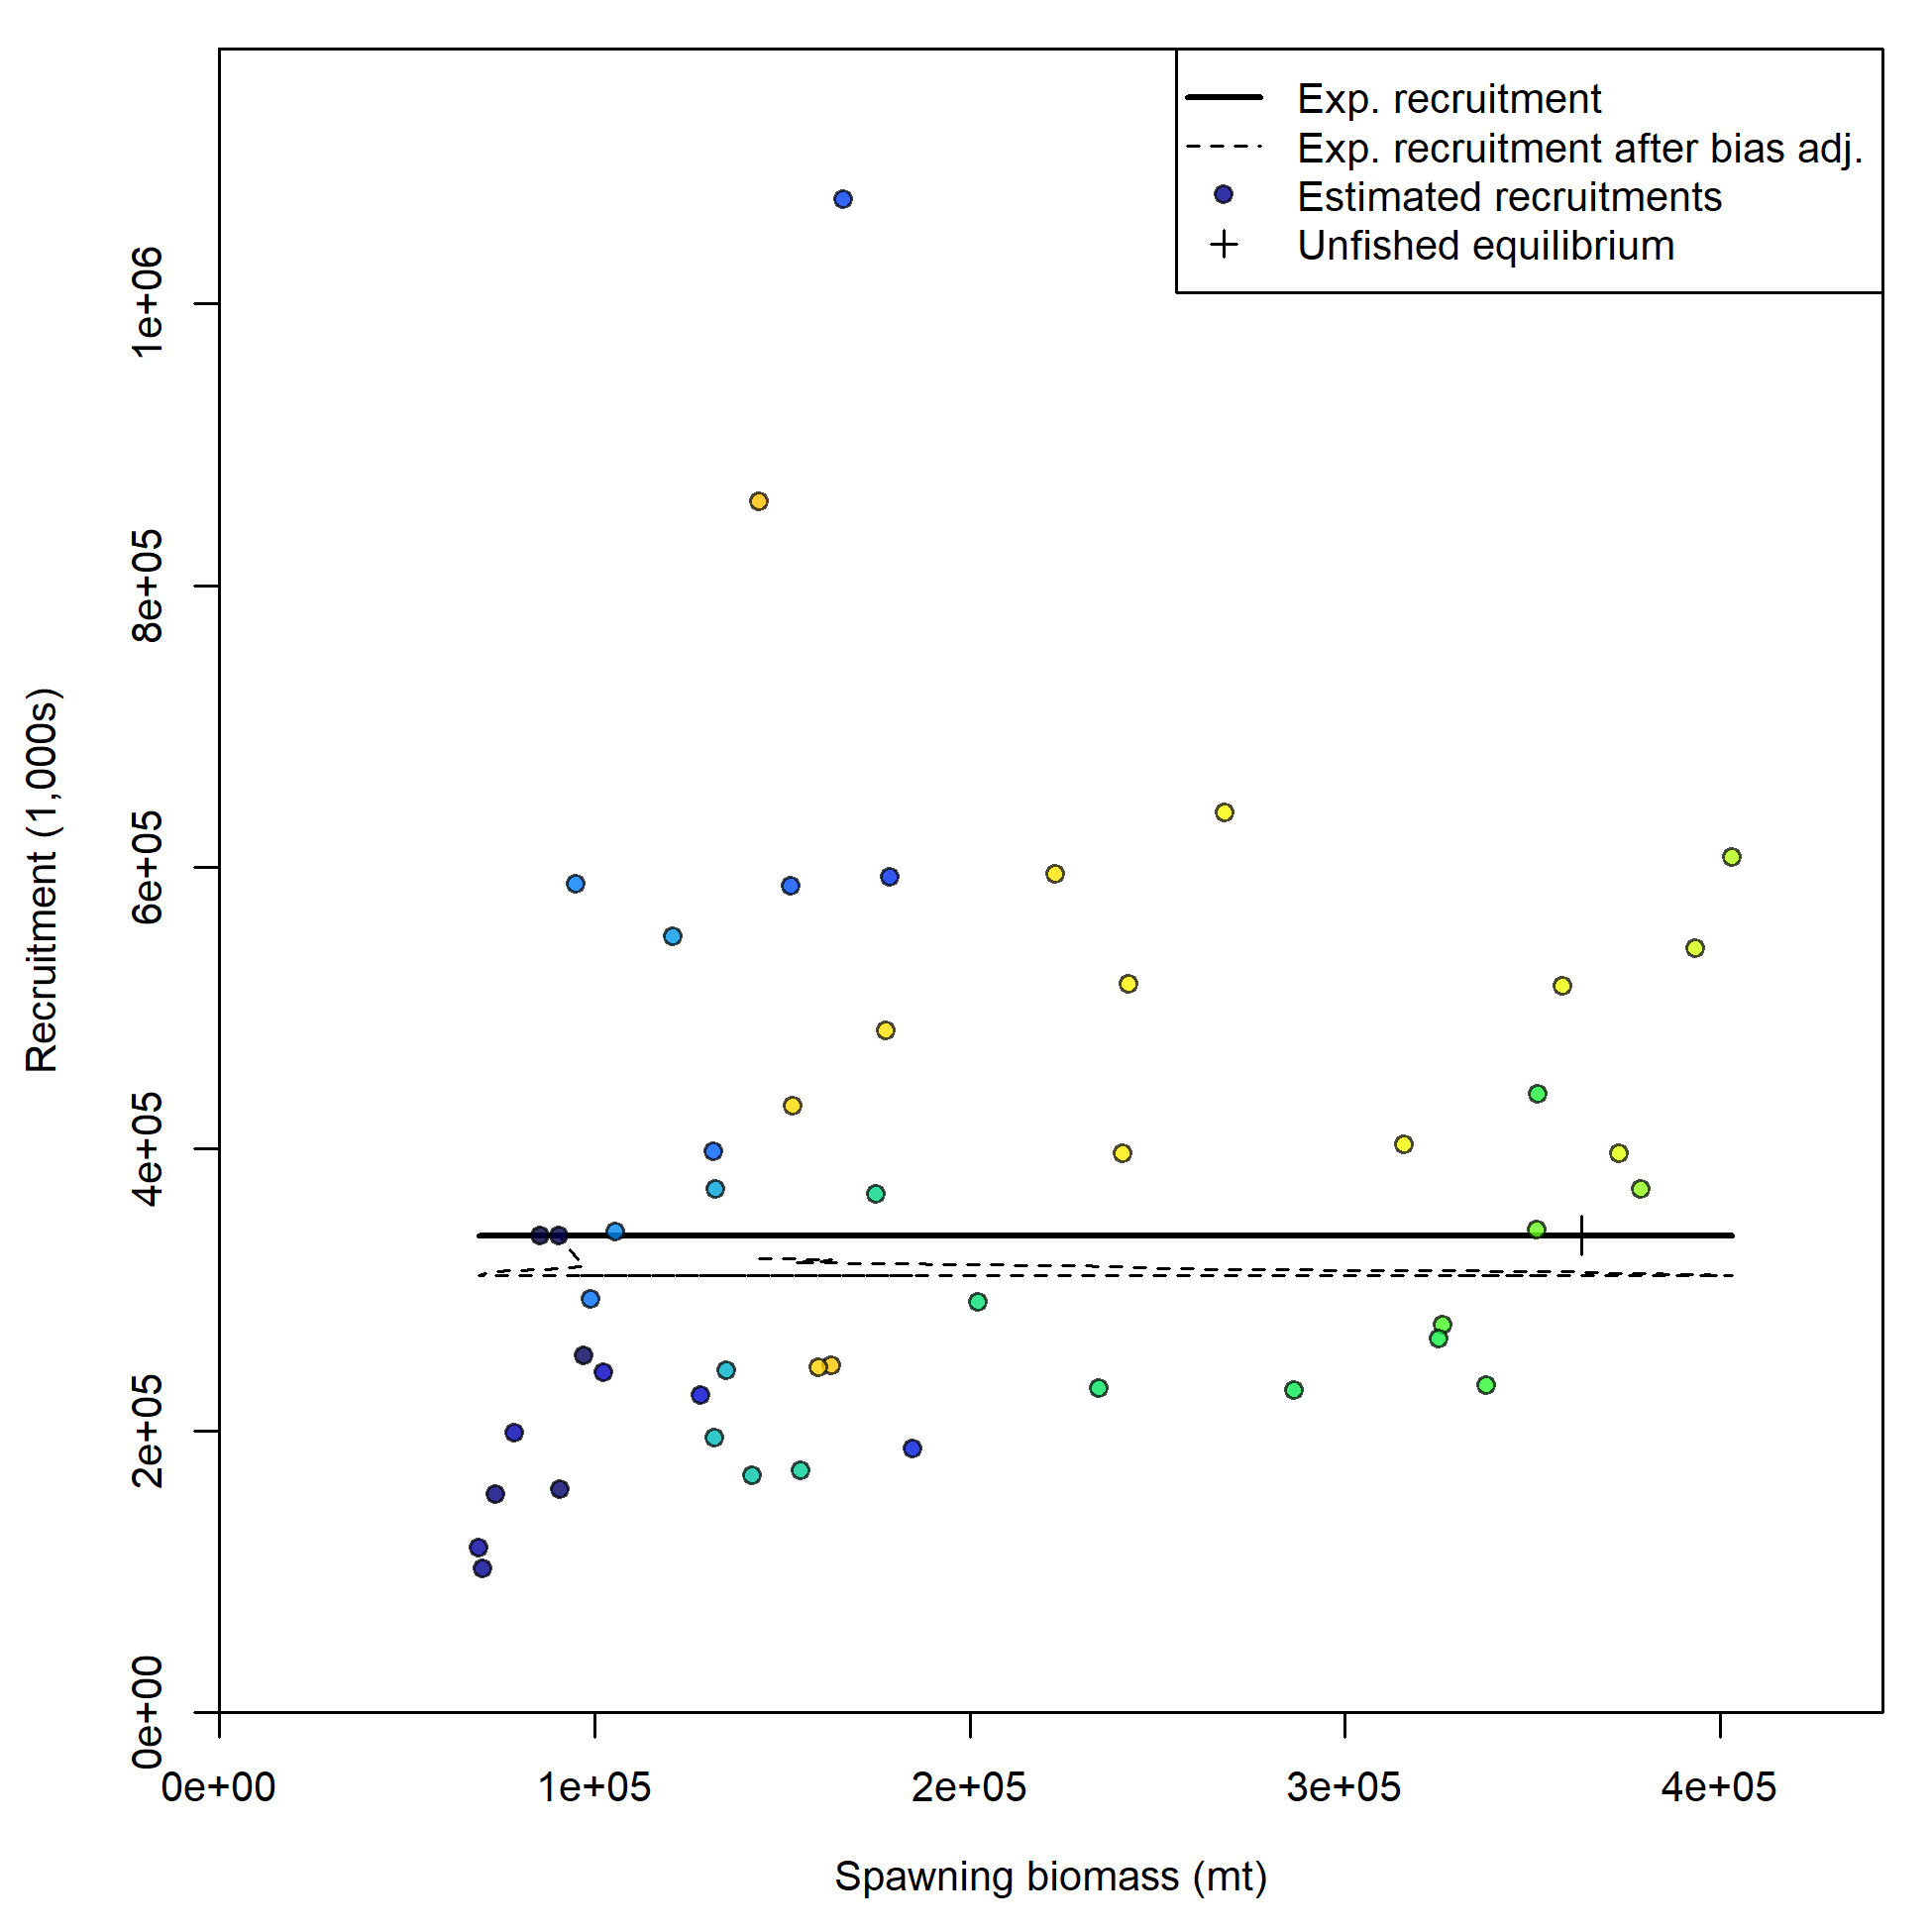 Exp. recruitment
Exp. recruitment after bias adj.
Estimated recruitments
Unfished equilibrium
1e+06
8e+05
6e+05
4e+05
2e+05
0e+00
Recruitment (1,000s)
0e+00 1e+05 2e+05 3e+05 4e+05
Spawning biomass (mt)